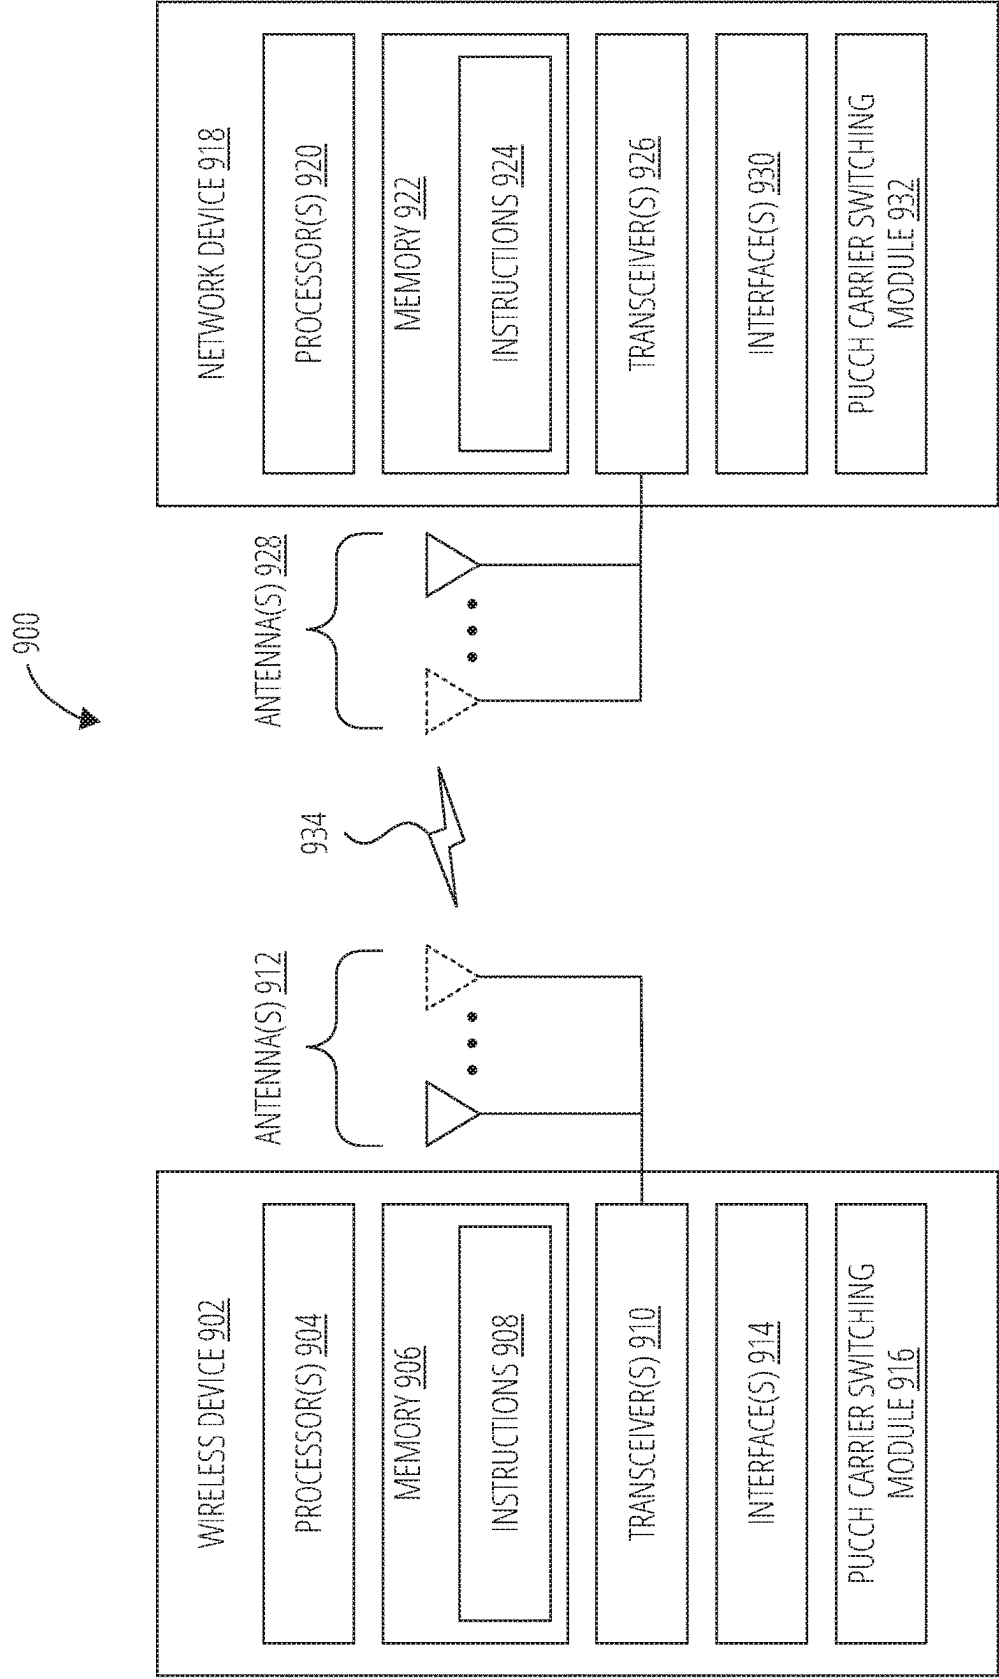 900
WIRELESS DEVICE 902
PROCESSOR(S) 904
MEMORY 906
INSTRUCTIONS 908
TRANSCEIVER(S) 910
INTERFACE(S) 914
PUCCH CARRIER SWITCHING
MODULE 916
ANTENNA(S) 912
934
ANTENNA(S) 928
NETWORK DEVICE 918
PROCESSOR(S) 920
MEMORY 922
INSTRUCTIONS 924
TRANSCEIVER(S) 926
INTERFACE(S) 930
PUCCH CARRIER SWITCHING
MODULE 932